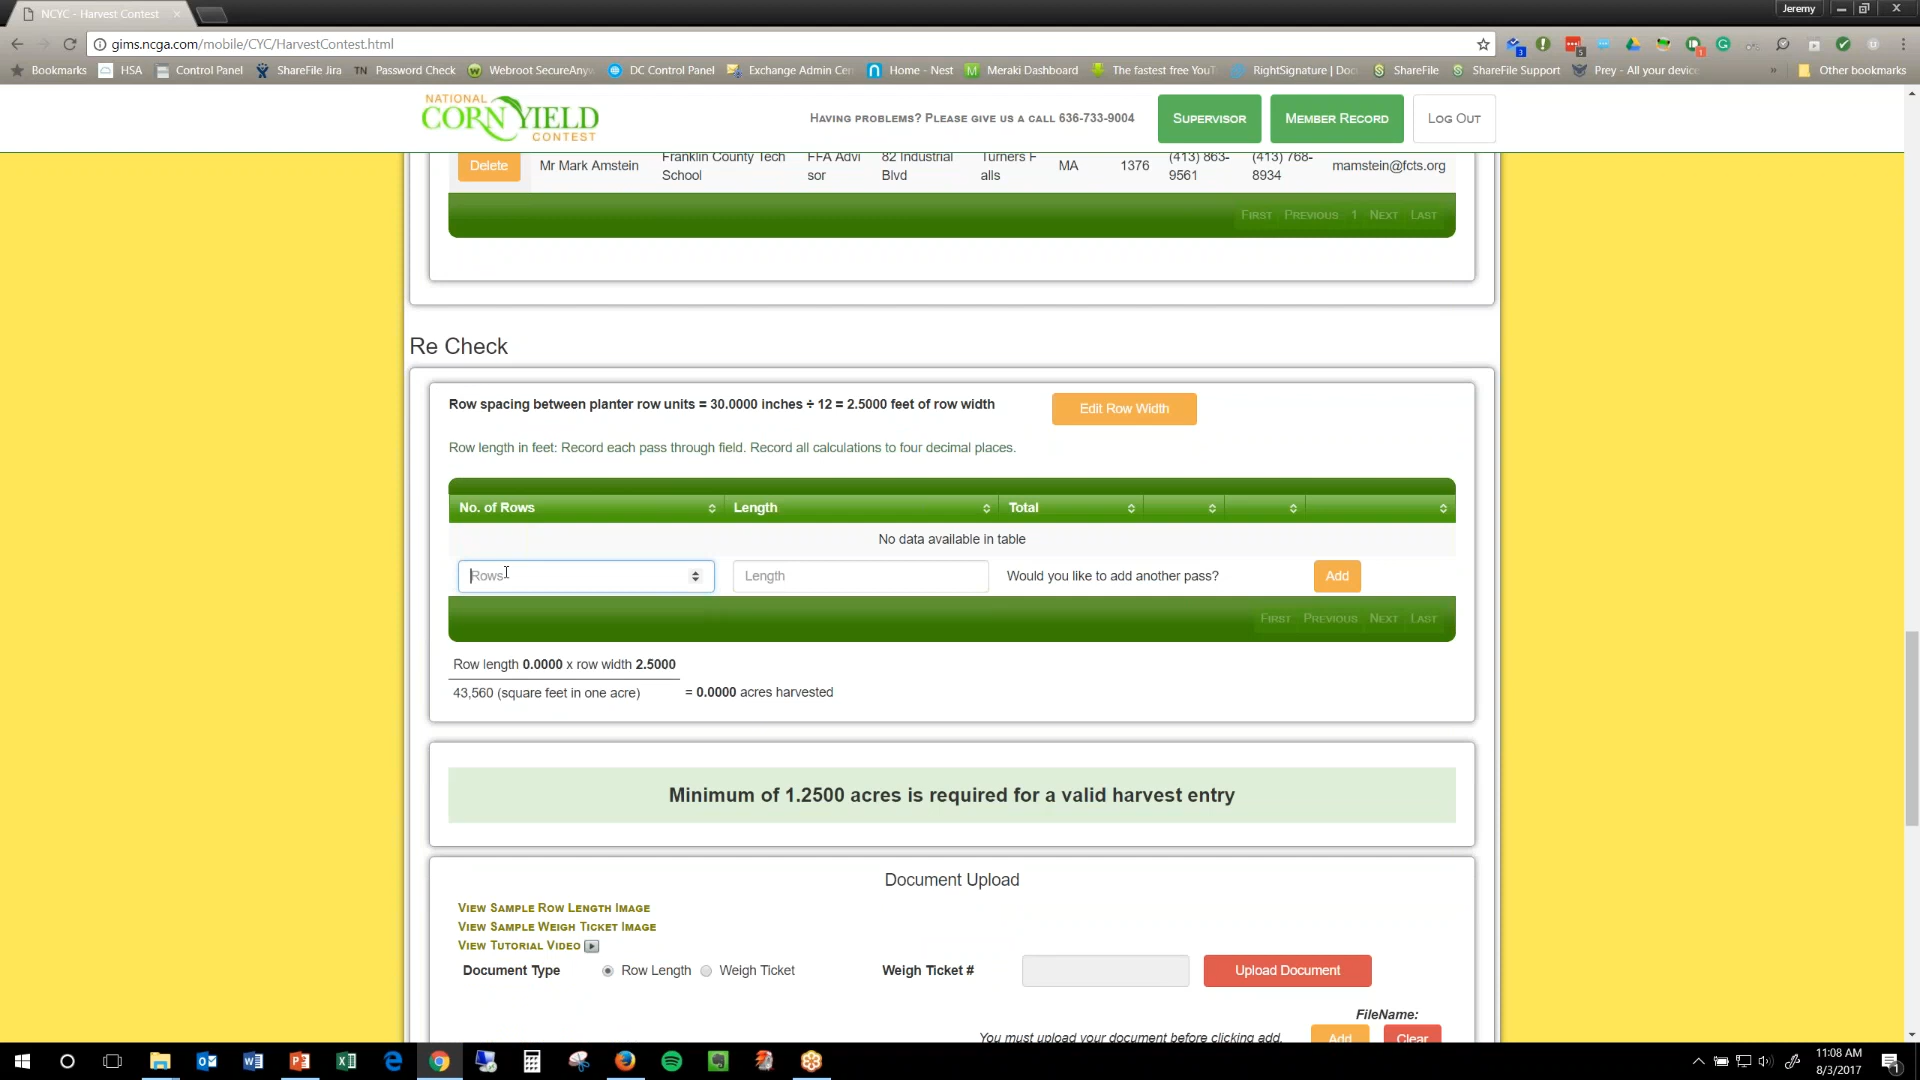 NCYC - Harvest Contest
Jeremy
gims.ncga.com/mobile/CYC/HarvestContest.html
Bookmarks HSA Control Panel ShareFile Jira TN Password Check Webroot SecureAnyw DC Control Panel Exchange Admin Cen Home - Nest Meraki Dashboard The fastest free YouT RightSignature | Doc ShareFile ShareFile Support Prey - All your device » Other bookmarks
NATIONAL
CORN YIELD
CONTEST
Having problems? Please give us a call 636-733-9004
Supervisor
Member Record
Log Out
Delete Mr Mark Amstein Franklin County Tech School FFA Advi sor 82 Industrial Blvd Turners F alls MA 1376 (413) 863-9561 (413) 768-8934 mamstein@fcts.org
First Previous 1 Next Last
Re Check
Row spacing between planter row units = 30.0000 inches ÷ 12 = 2.5000 feet of row width
Edit Row Width
Row length in feet: Record each pass through field. Record all calculations to four decimal places.
No. of Rows Length Total
No data available in table
Rows Length Would you like to add another pass? Add
First Previous Next Last
Row length 0.0000 x row width 2.5000
43,560 (square feet in one acre) = 0.0000 acres harvested
Minimum of 1.2500 acres is required for a valid harvest entry
Document Upload
View Sample Row Length Image
View Sample Weigh Ticket Image
View Tutorial Video
Document Type Row Length Weigh Ticket Weigh Ticket # Upload Document
FileName:
You must upload your document before clicking add. Add Clear
11:08 AM
8/3/2017